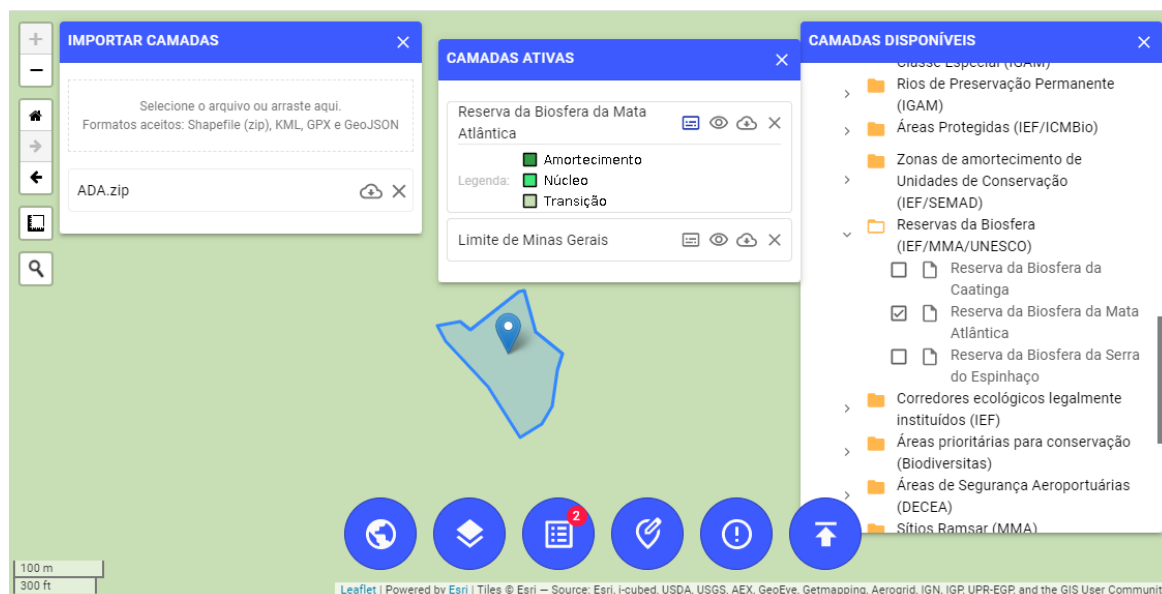 IMPORTAR CAMADAS
Selecione o arquivo ou arraste aqui.
Formatos aceitos: Shapefile (zip), KML, GPX e GeoJSON
ADA.zip
CAMADAS ATIVAS
Reserva da Biosfera da Mata
Atlântica
Legenda:
Amortecimento
Núcleo
Transição
Limite de Minas Gerais
CAMADAS DISPONÍVEIS
Classe Especial (IGAM)
Rios de Preservação Permanente
(IGAM)
Áreas Protegidas (IEF/ICMBio)
Zonas de amortecimento de
Unidades de Conservação
(IEF/SEMAD)
Reservas da Biosfera
(IEF/MMA/UNESCO)
Reserva da Biosfera da
Caatinga
Reserva da Biosfera da Mata
Atlântica
Reserva da Biosfera da Serra
do Espinhaço
Corredores ecológicos legalmente
instituídos (IEF)
Áreas prioritárias para conservação
(Biodiversitas)
Áreas de Segurança Aeroportuárias
(DECEA)
Sítios Ramsar (MMA)
2
100 m
300 ft
Leaflet | Powered by Esri | Tiles © Esri — Source: Esri, i-cubed, USDA, USGS, AEX, GeoEye, Getmapping, Aerogrid, IGN, IGP, UPR-EGP, and the GIS User Communit